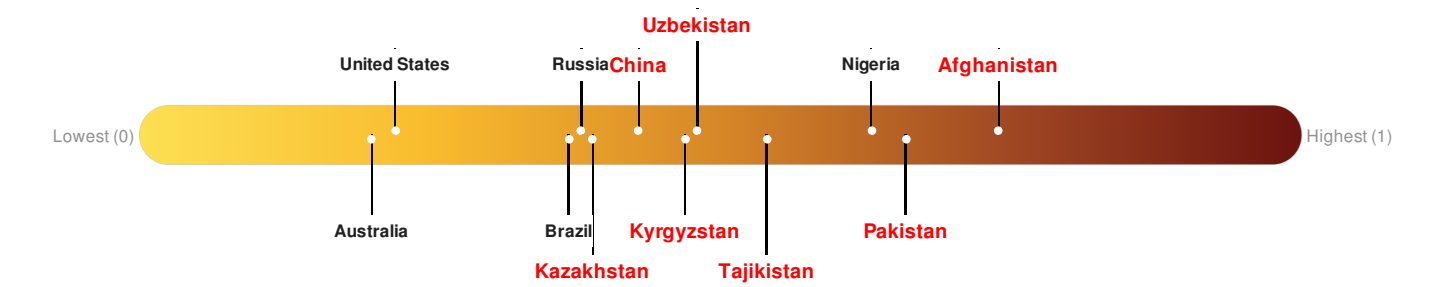 Uzbekistan
United States
Russia
China
Nigeria
Afghanistan
Lowest (0)
Highest (1)
Australia
Brazil
Kyrgyzstan
Pakistan
Kazakhstan
Tajikistan